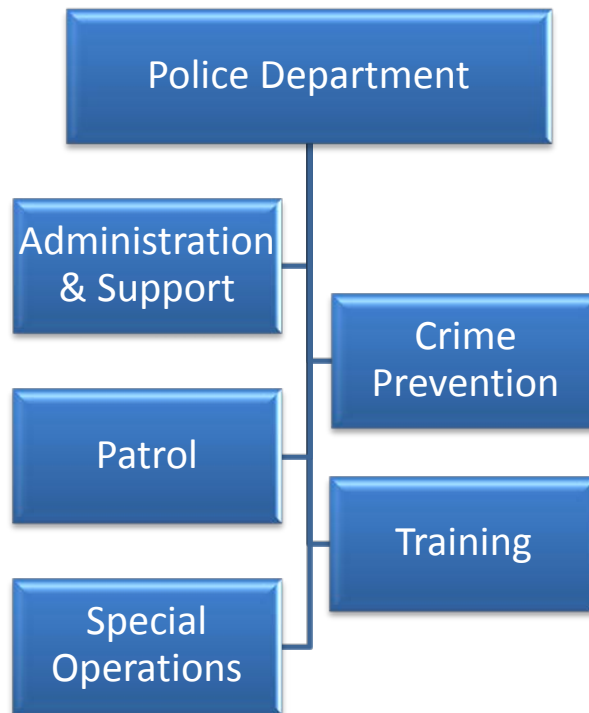 Police Department
Administration
& Support
Crime
Prevention
Patrol
Training
Special
Operations